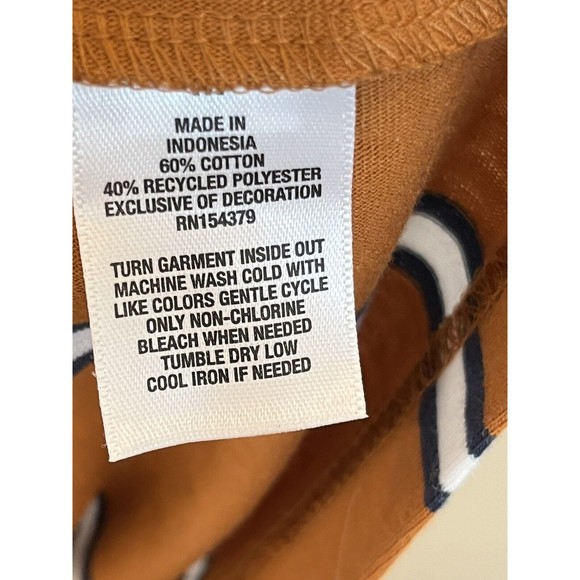 MADE IN
INDONESIA
60% COTTON
40% RECYCLED POLYESTER
EXCLUSIVE OF DECORATION
RN154379
TURN GARMENT INSIDE OUT
MACHINE WASH COLD WITH
LIKE COLORS GENTLE CYCLE
ONLY NON-CHLORINE
BLEACH WHEN NEEDED
TUMBLE DRY LOW
COOL IRON IF NEEDED